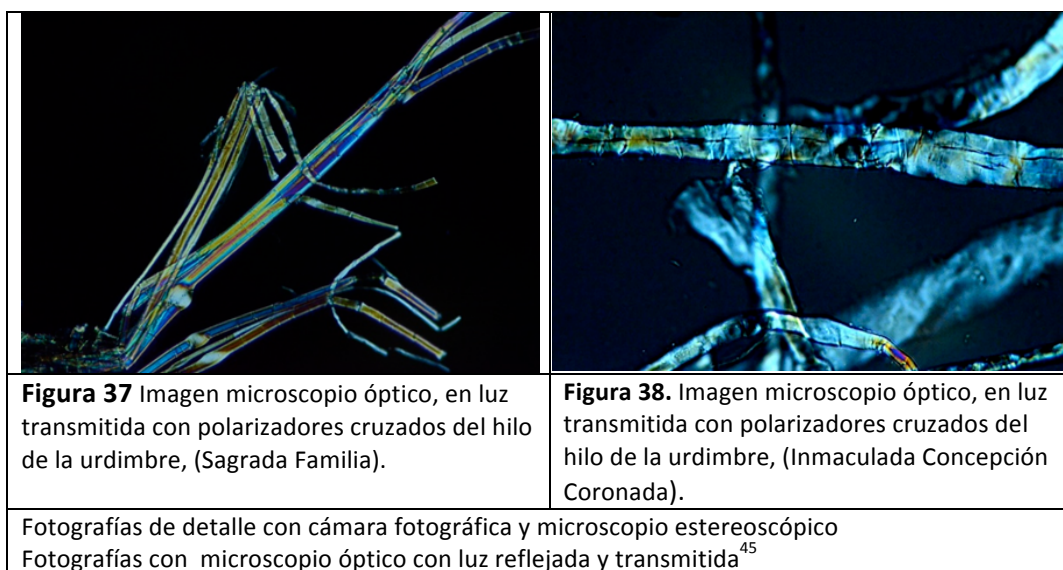 Figura 37 Imagen microscopio óptico, en luz
transmitida con polarizadores cruzados del hilo
de la urdimbre, (Sagrada Familia).
Figura 38. Imagen microscopio óptico, en luz
transmitida con polarizadores cruzados del
hilo de la urdimbre, (Inmaculada Concepción
Coronada).
Fotografías de detalle con cámara fotográfica y microscopio estereoscópico
Fotografías con microscopio óptico con luz reflejada y transmitida45